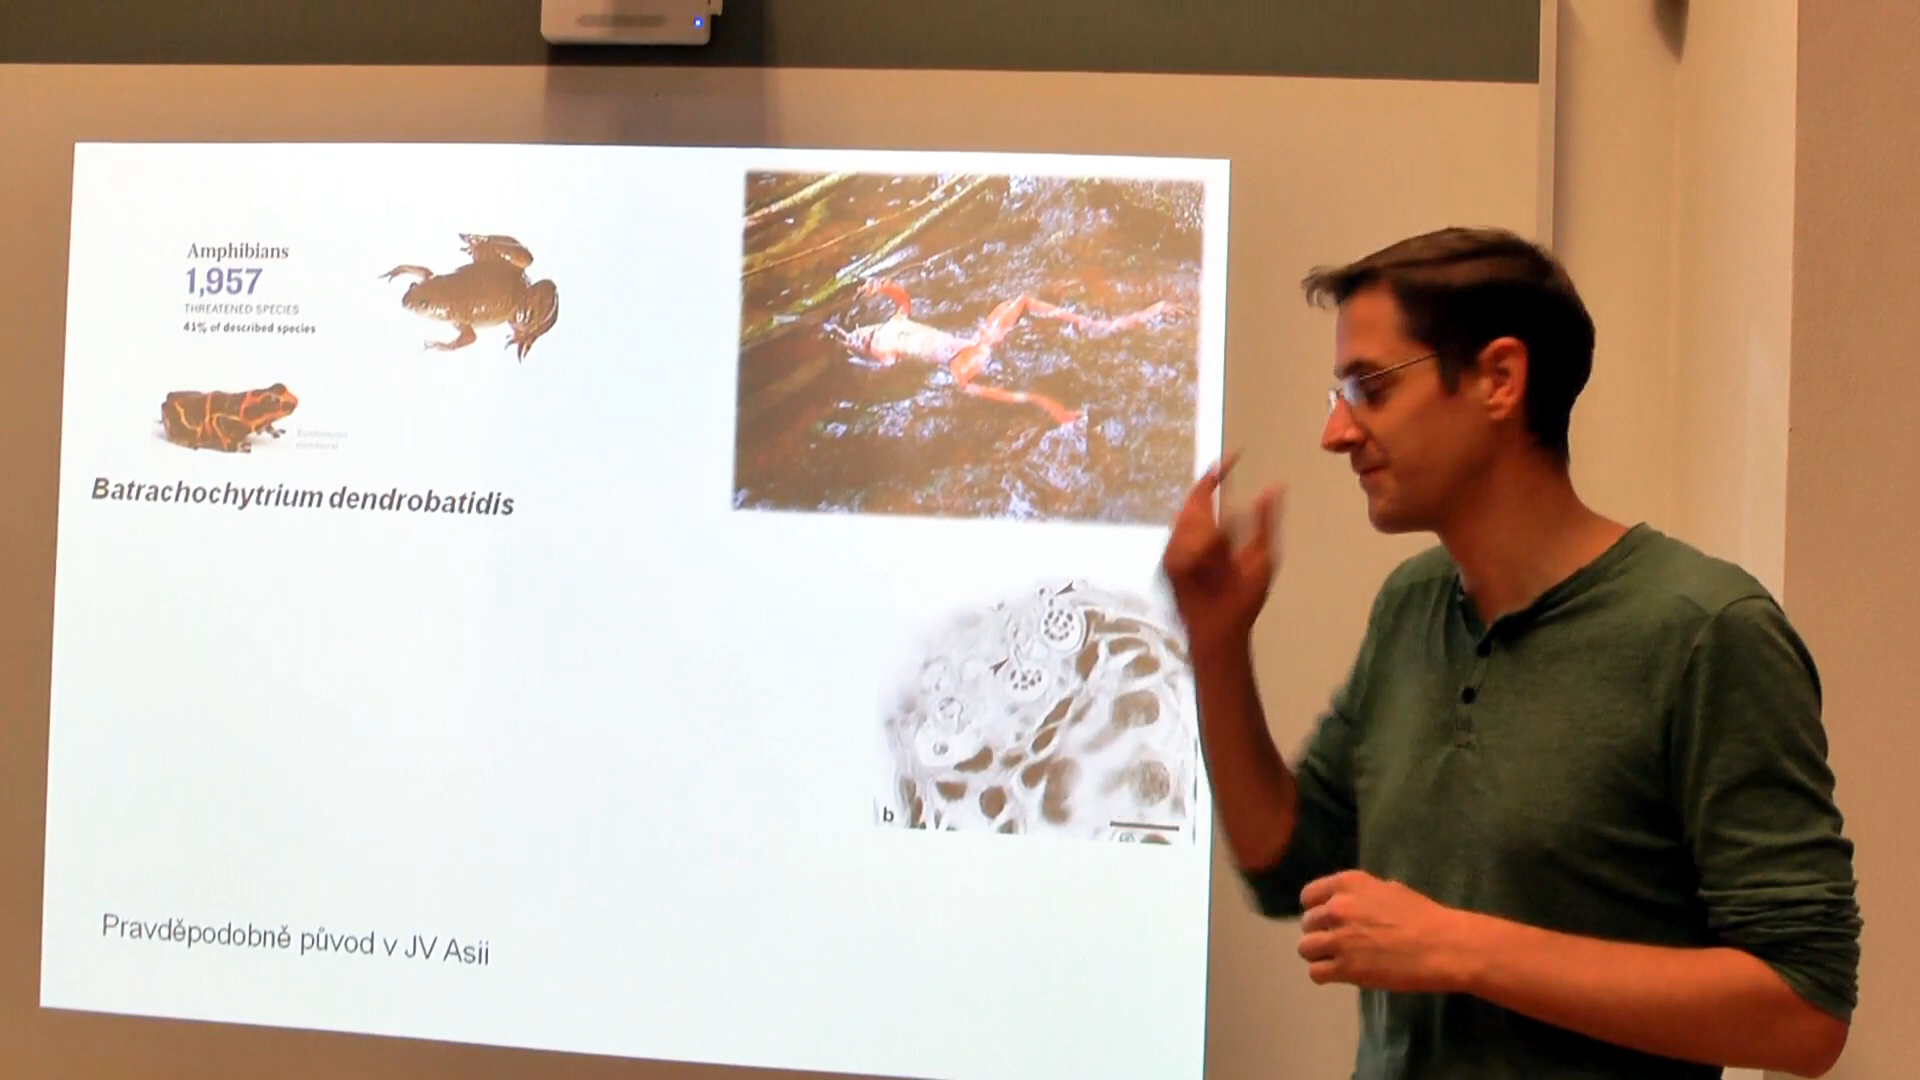 Amphibians
1,957
THREATENED SPECIES
41% of described species
Batrachochytrium dendrobatidis
b
Pravděpodobně původ v JV Asii